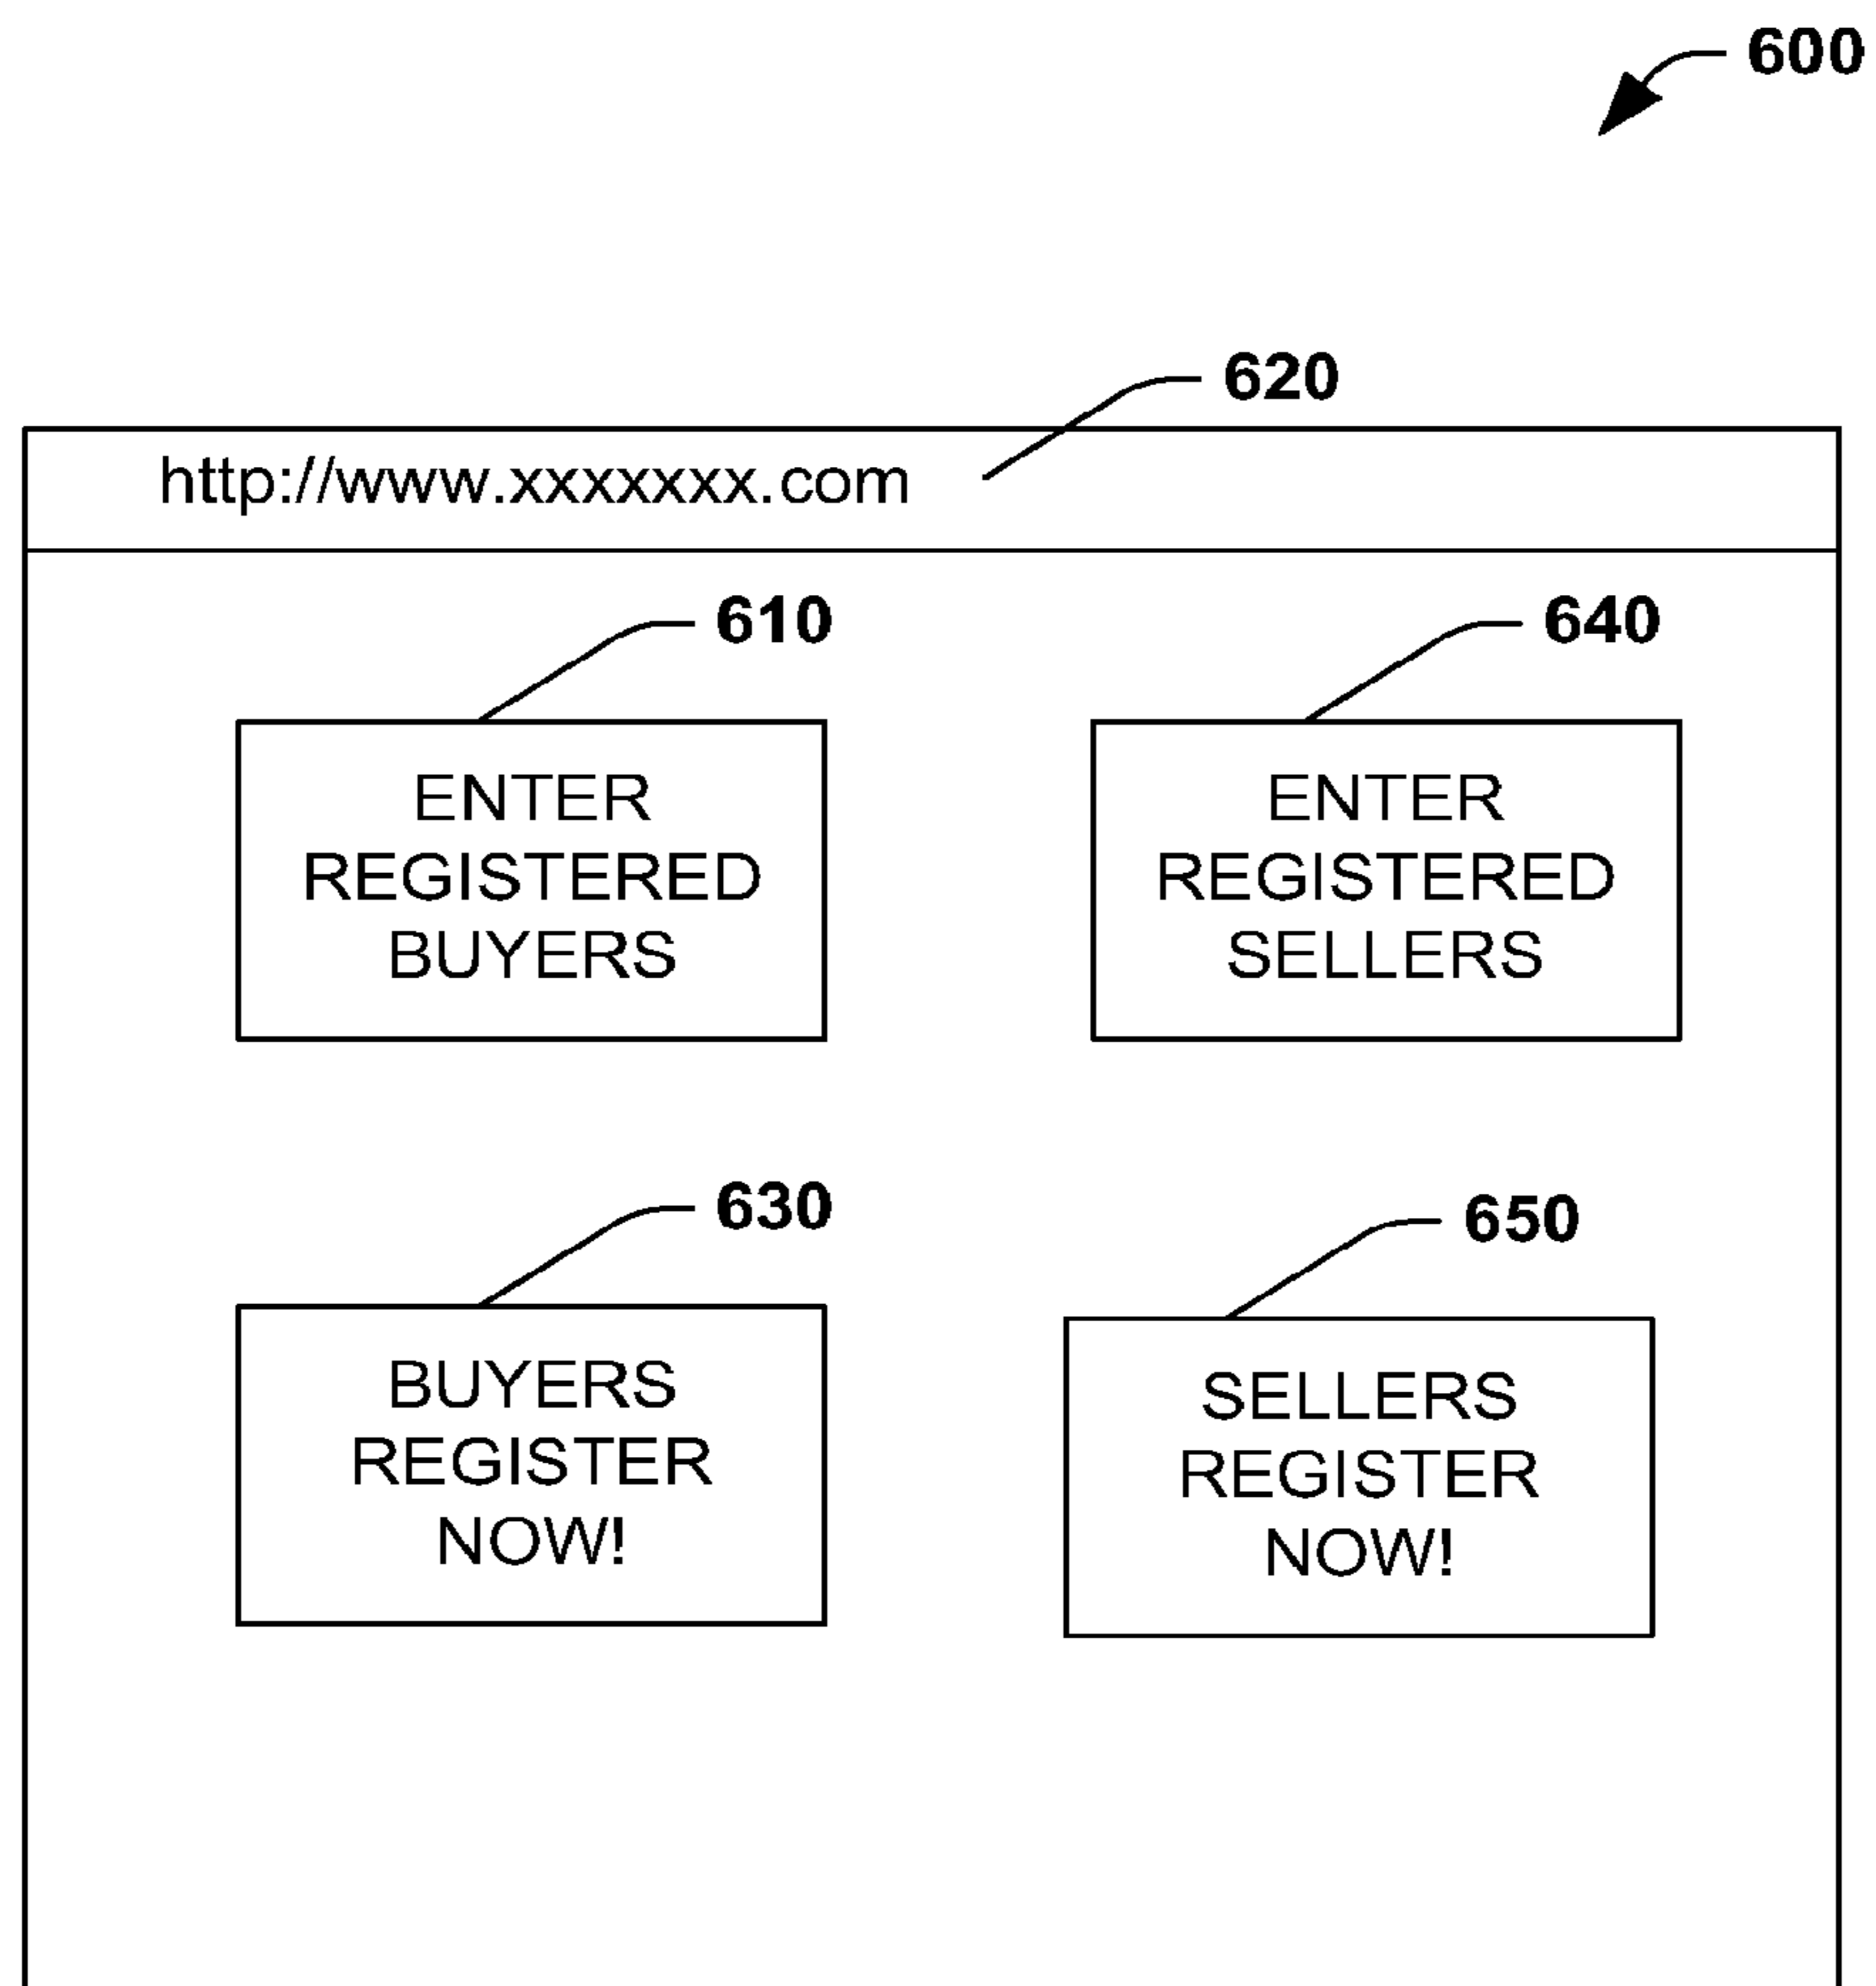 600
620
http://www.xxxxxxx.com
610
640
ENTER
REGISTERED
BUYERS
ENTER
REGISTERED
SELLERS
630
650
BUYERS
REGISTER
NOW!
SELLERS
REGISTER
NOW!